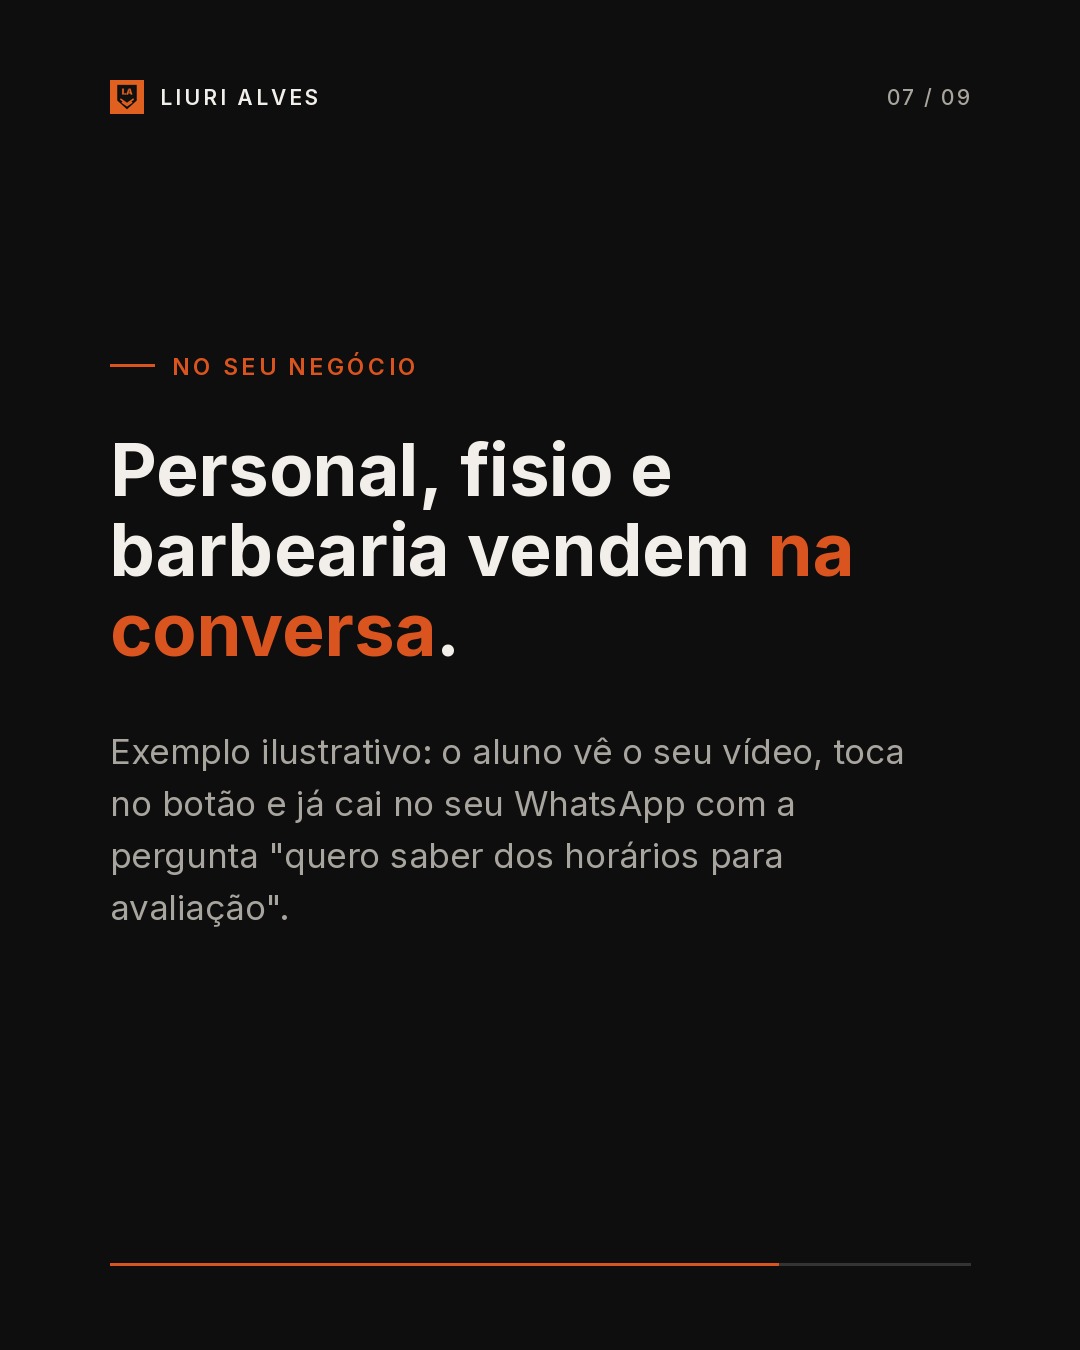 LA
LIURI ALVES
07 / 09
NO SEU NEGÓCIO
Personal, fisio e
barbearia vendem na
conversa.
Exemplo ilustrativo: o aluno vê o seu vídeo, toca
no botão e já cai no seu WhatsApp com a
pergunta "quero saber dos horários para
avaliação".